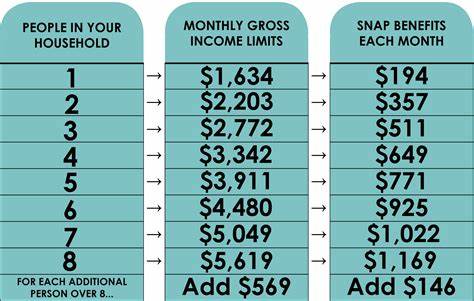 PEOPLE IN YOUR
HOUSEHOLD
MONTHLY GROSS
INCOME LIMITS
SNAP BENEFITS
EACH MONTH
1 → $1,634 → $194
2 → $2,203 → $357
3 → $2,772 → $511
4 → $3,342 → $649
5 → $3,911 → $771
6 → $4,480 → $925
7 → $5,049 → $1,022
8 → $5,619 → $1,169
FOR EACH ADDITIONAL
PERSON OVER 8...
Add $569
Add $146